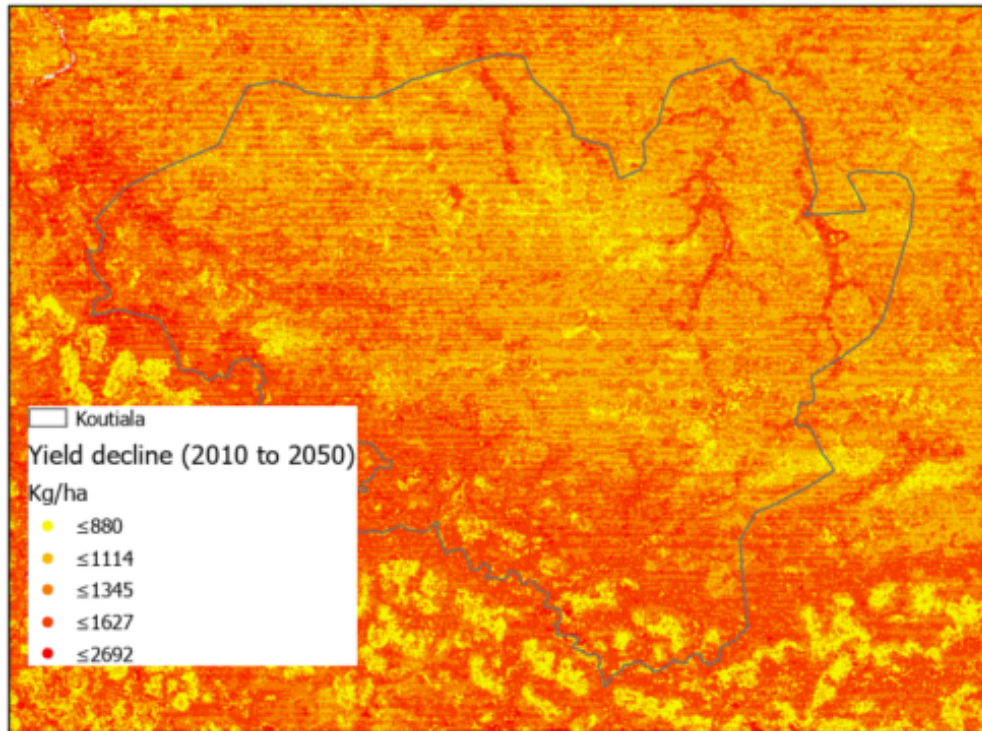 Koutiala
Yield decline (2010 to 2050)
Kg/ha
≤880
≤1114
≤1345
≤1627
≤2692